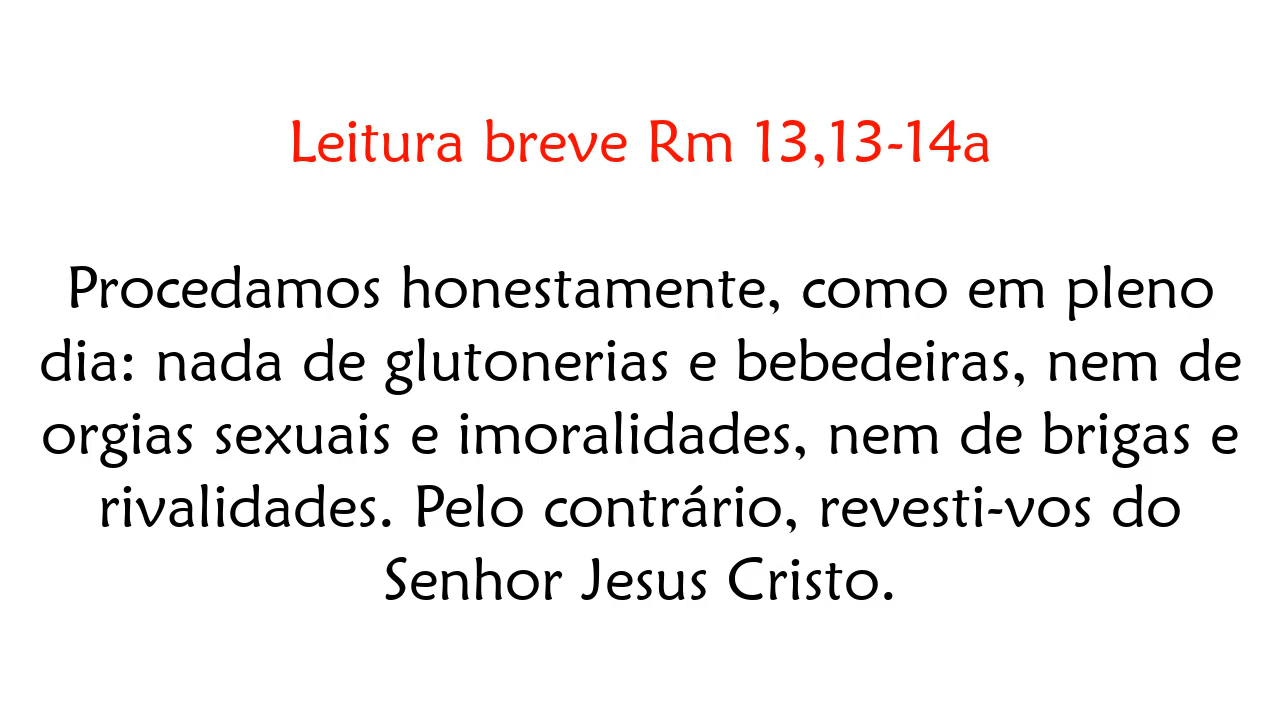 Leitura breve Rm 13,13-14a
Procedamos honestamente, como em pleno
dia: nada de glutonerias e bebedeiras, nem de
orgias sexuais e imoralidades, nem de brigas e
rivalidades. Pelo contrário, revesti-vos do
Senhor Jesus Cristo.